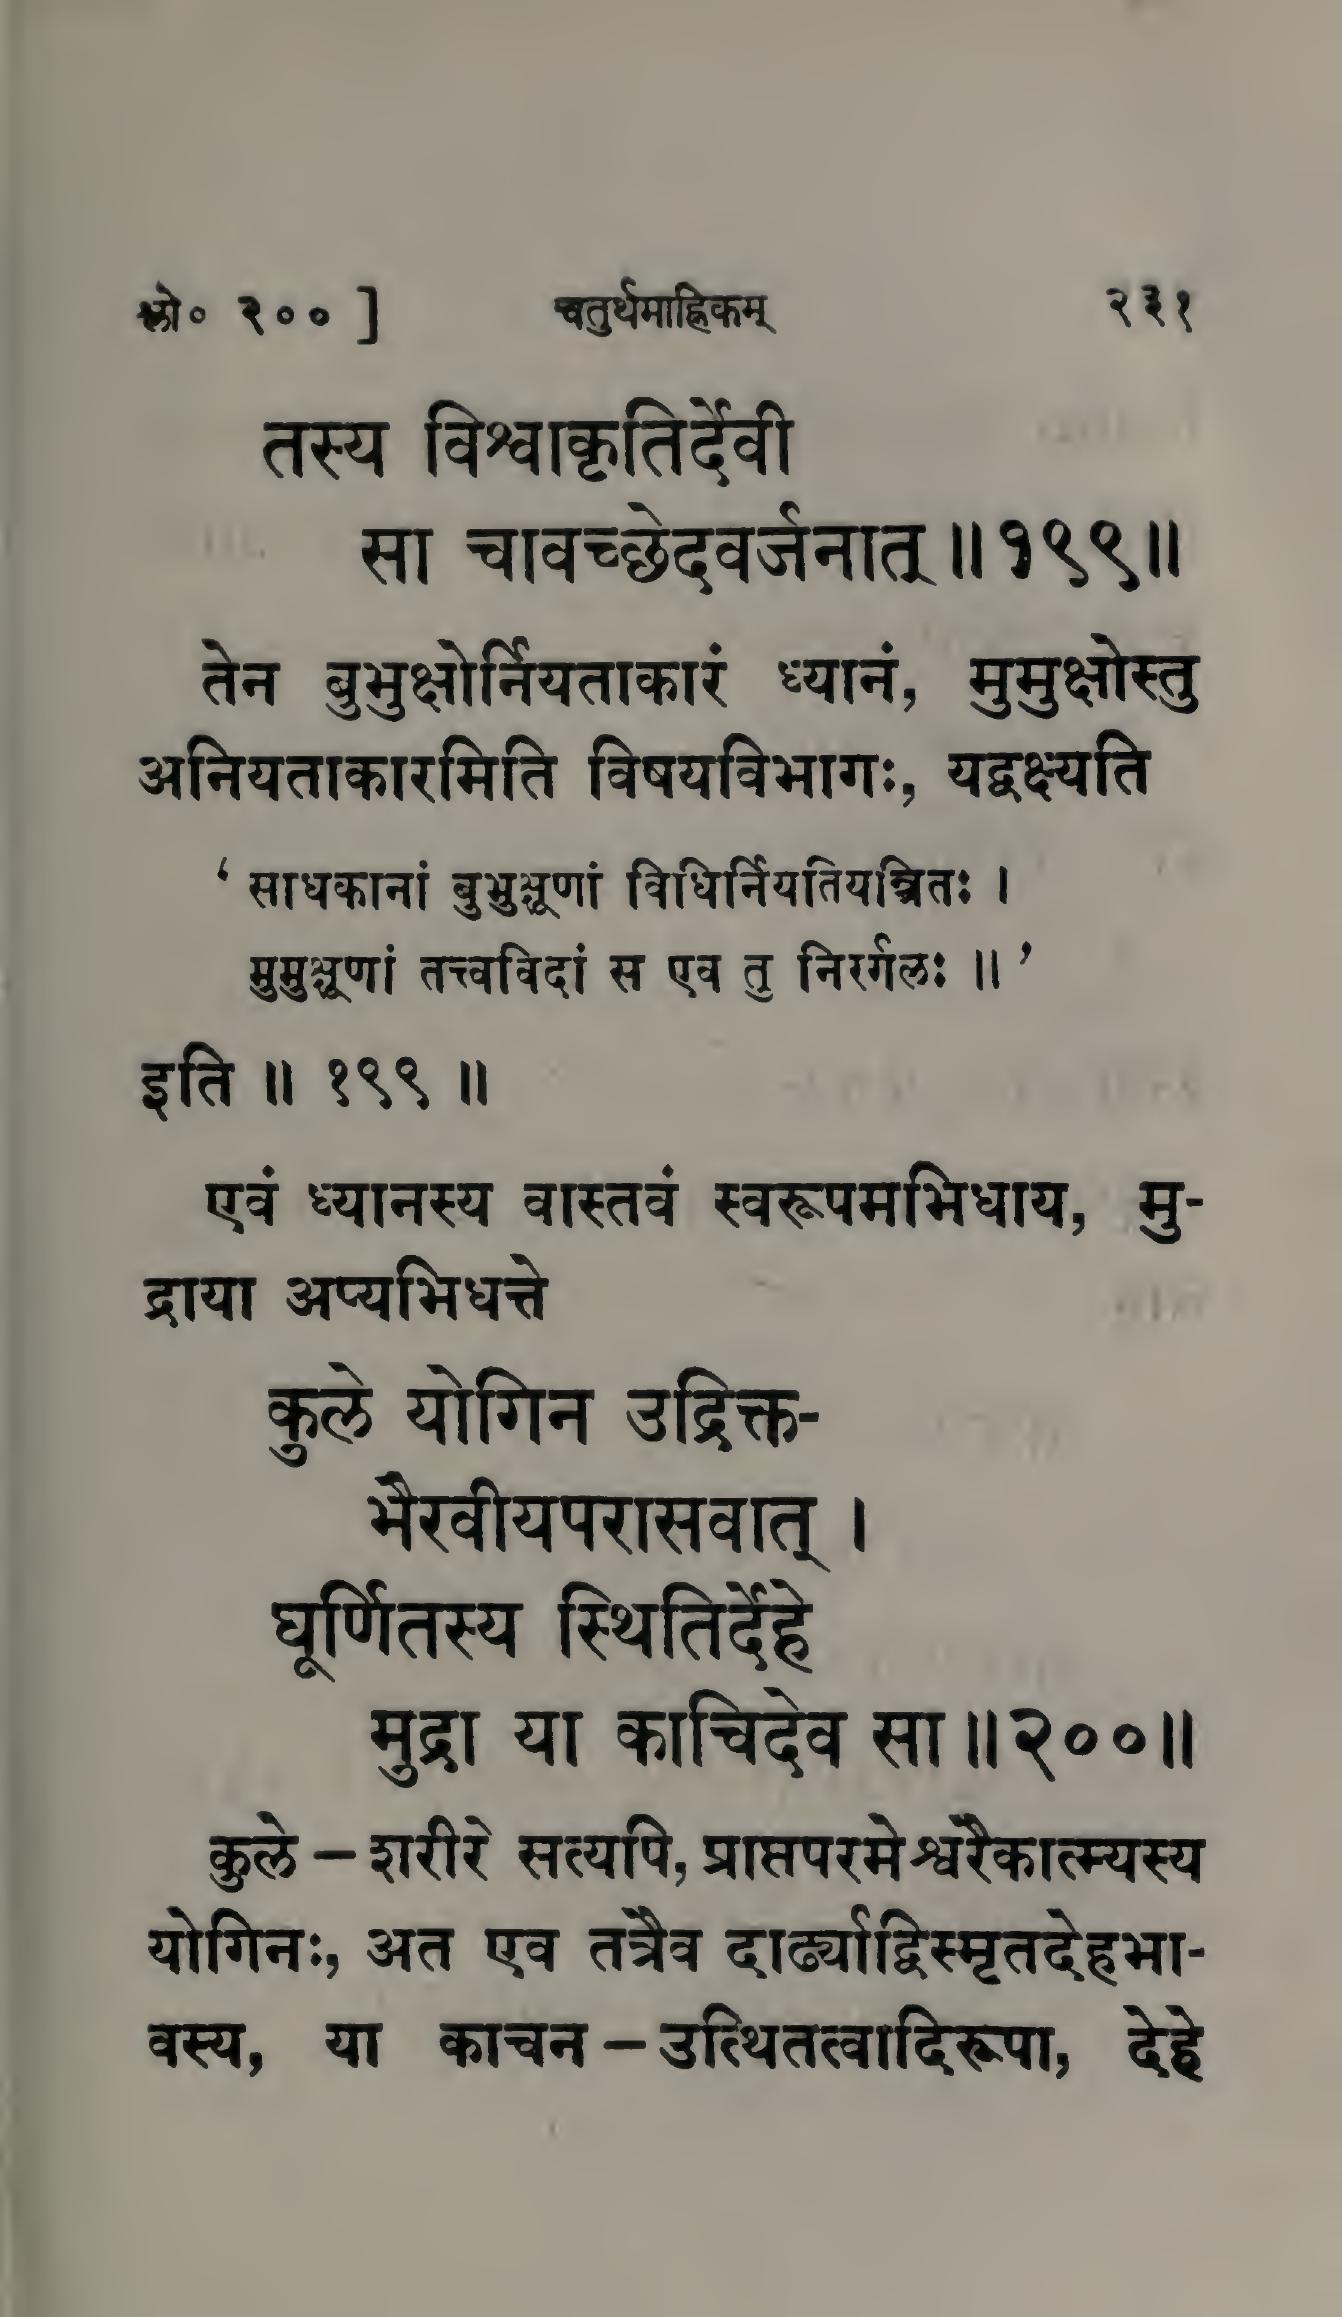 श्लो० २०० ] चतुर्थमाह्निकम् २३१
तस्य विश्वाकृतिर्देवी
सा चावच्छेदवर्जनात् ॥१९९॥
तेन बुभुक्षोर्नियताकारं ध्यानं, मुमुक्षोस्तु
अनियताकारमिति विषयविभागः, यद्वक्ष्यति
‘ साधकानां बुभुक्षूणां विधिर्नियतियन्त्रितः ।
मुमुक्षूणां तत्त्वविदां स एव तु निरर्गलः ॥ ’
इति ॥ १९९ ॥
एवं ध्यानस्य वास्तवं स्वरूपमभिधाय, मु-
द्राया अप्यभिधत्ते
कुले योगिन उद्रिक्त-
भैरवीयपरासवात् ।
घूर्णितस्य स्थितिर्देहे
मुद्रा या काचिदेव सा ॥२००॥
कुले – शरीरे सत्यपि, प्राप्तपरमेश्वरैकात्म्यस्य
योगिनः, अत एव तत्रैव दार्ढ्याद्विस्मृतदेहभा-
वस्य, या काचन – उत्थितत्वादिरूपा, देहे